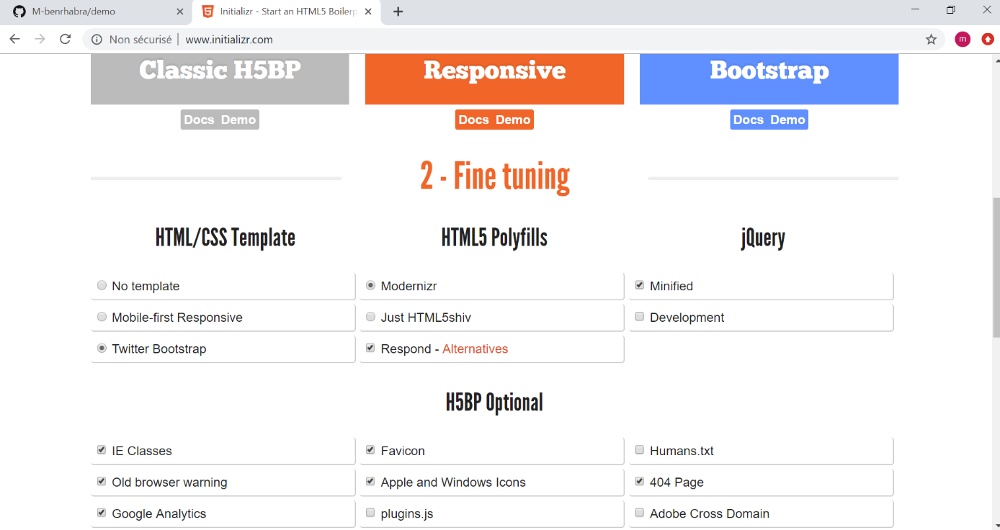 M-benrhabra/demo
Initializr - Start an HTML5 Boilerp
Non sécurisé | www.initializr.com
m
Classic H5BP
Responsive
Bootstrap
Docs Demo
Docs Demo
Docs Demo
2 - Fine tuning
HTML/CSS Template
HTML5 Polyfills
jQuery
No template
Modernizr
Minified
Mobile-first Responsive
Just HTML5shiv
Development
Twitter Bootstrap
Respond - Alternatives
H5BP Optional
IE Classes
Favicon
Humans.txt
Old browser warning
Apple and Windows Icons
404 Page
Google Analytics
plugins.js
Adobe Cross Domain